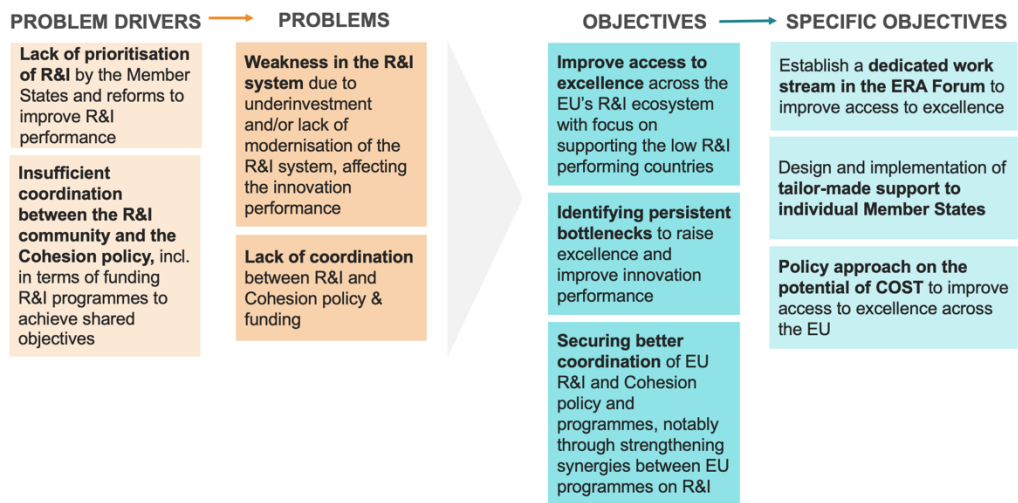 PROBLEM DRIVERS
Lack of prioritisation
of R&I by the Member
States and reforms to
improve R&I
performance
Insufficient
coordination
between the R&I
community and the
Cohesion policy, incl.
in terms of funding
R&I programmes to
achieve shared
objectives
PROBLEMS
Weakness in the R&I
system due to
underinvestment
and/or lack of
modernisation of the
R&I system, affecting
the innovation
performance
Lack of coordination
between R&I and
Cohesion policy &
funding
OBJECTIVES
Improve access to
excellence across the
EU's R&I ecosystem
with focus on
supporting the low R&I
performing countries
Identifying persistent
bottlenecks to raise
excellence and
improve innovation
performance
Securing better
coordination of EU
R&I and Cohesion
policy and
programmes, notably
through strengthening
synergies between EU
programmes on R&I
SPECIFIC OBJECTIVES
Establish a dedicated work
stream in the ERA Forum to
improve access to excellence
Design and implementation of
tailor-made support to
individual Member States
Policy approach on the
potential of COST to improve
access to excellence across
the EU